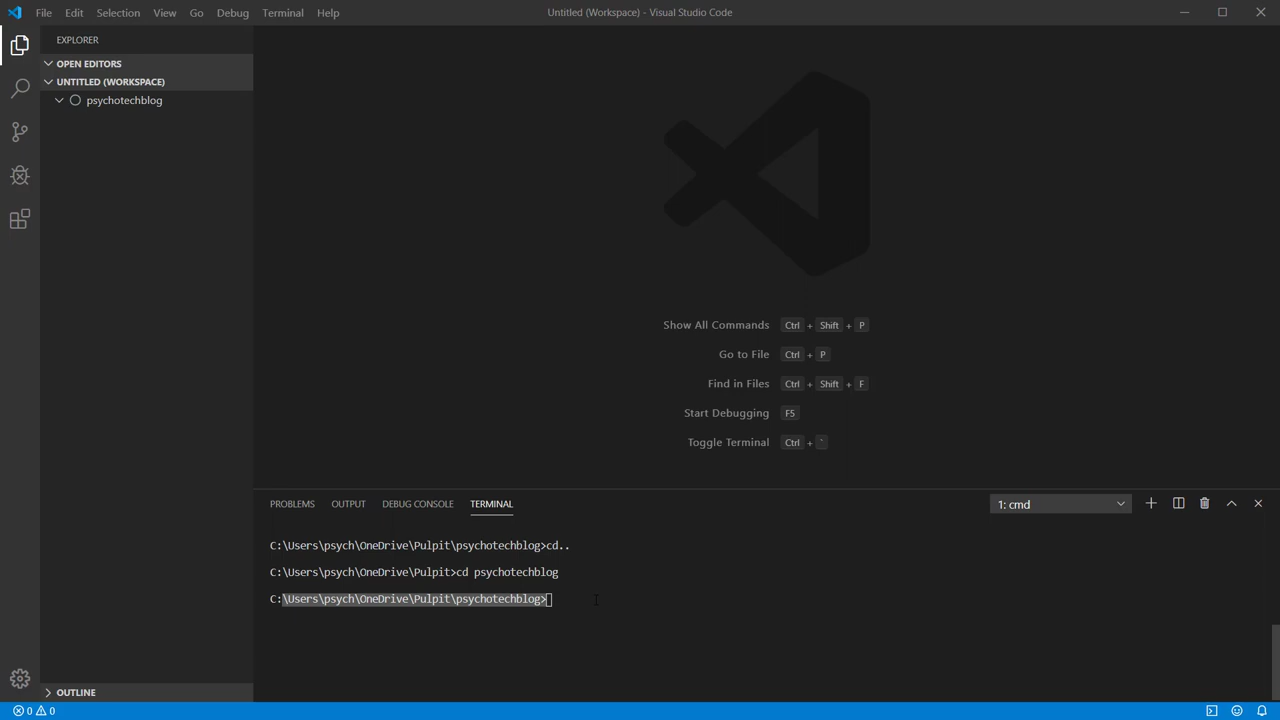 File Edit Selection View Go Debug Terminal Help
Untitled (Workspace) - Visual Studio Code
EXPLORER
OPEN EDITORS
UNTITLED (WORKSPACE)
psychotechblog
Show All Commands Ctrl + Shift + P
Go to File Ctrl + P
Find in Files Ctrl + Shift + F
Start Debugging F5
Toggle Terminal Ctrl + `
PROBLEMS OUTPUT DEBUG CONSOLE TERMINAL
1: cmd
C:\Users\psych\OneDrive\Pulpit\psychotechblog>cd..
C:\Users\psych\OneDrive\Pulpit>cd psychotechblog
C:\Users\psych\OneDrive\Pulpit\psychotechblog>
OUTLINE
0 0